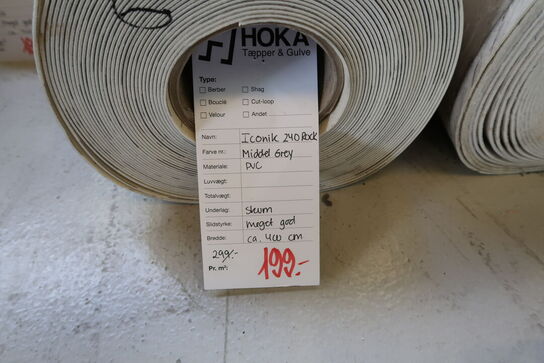 HOKA
Tæpper & Gulve
Type:
Berber Shag
Bouclé Cut-loop
Velour Andet
Navn: Iconik 240 Rock
Farve nr.: Middel Grey
Materiale: PVC
Luvvægt:
Totalvægt:
Underlag: Skum
Slidstyrke: meget god
Bredde: ca. 400 cm
299.-
Pr. m²: 199.-